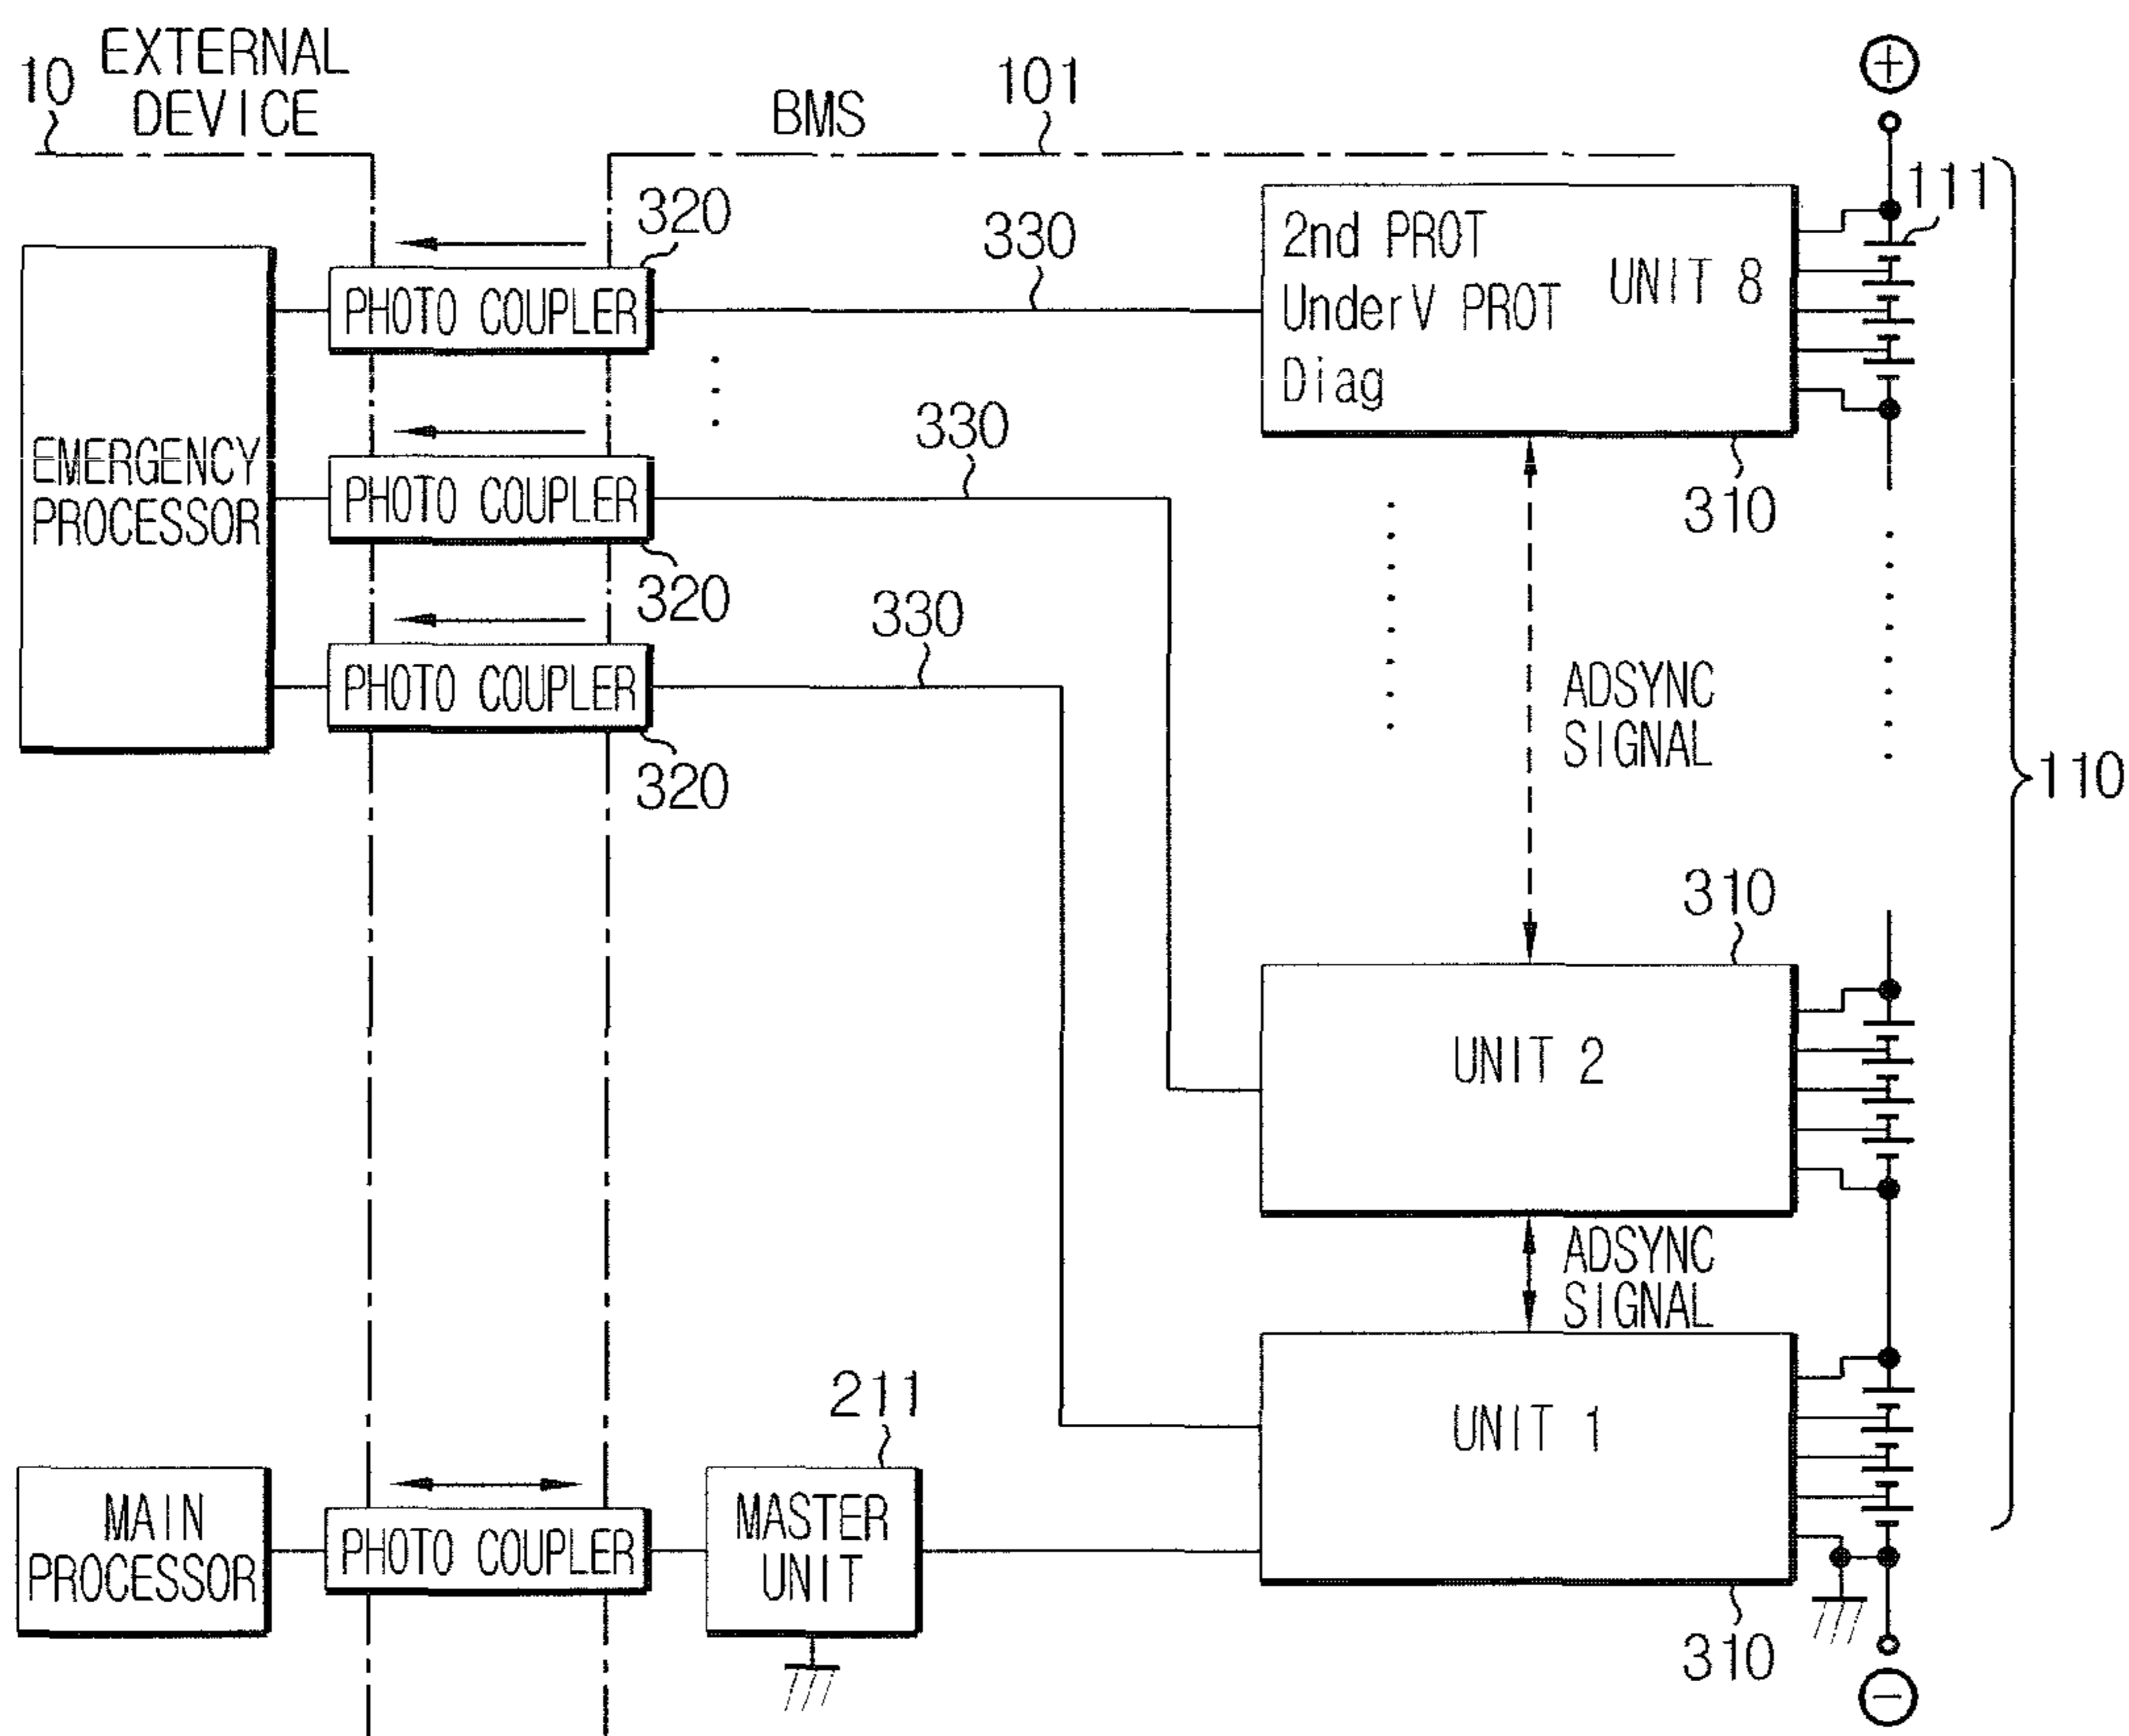 10
EXTERNAL
DEVICE
BMS
101
+
111
320
330
2nd PROT
UnderV PROT
Diag
UNIT 8
PHOTO COUPLER
330
310
EMERGENCY
PROCESSOR
PHOTO COUPLER
320
330
ADSYNC
SIGNAL
PHOTO COUPLER
320
110
310
UNIT 2
ADSYNC
SIGNAL
211
UNIT 1
MAIN
PROCESSOR
PHOTO COUPLER
MASTER
UNIT
310
−